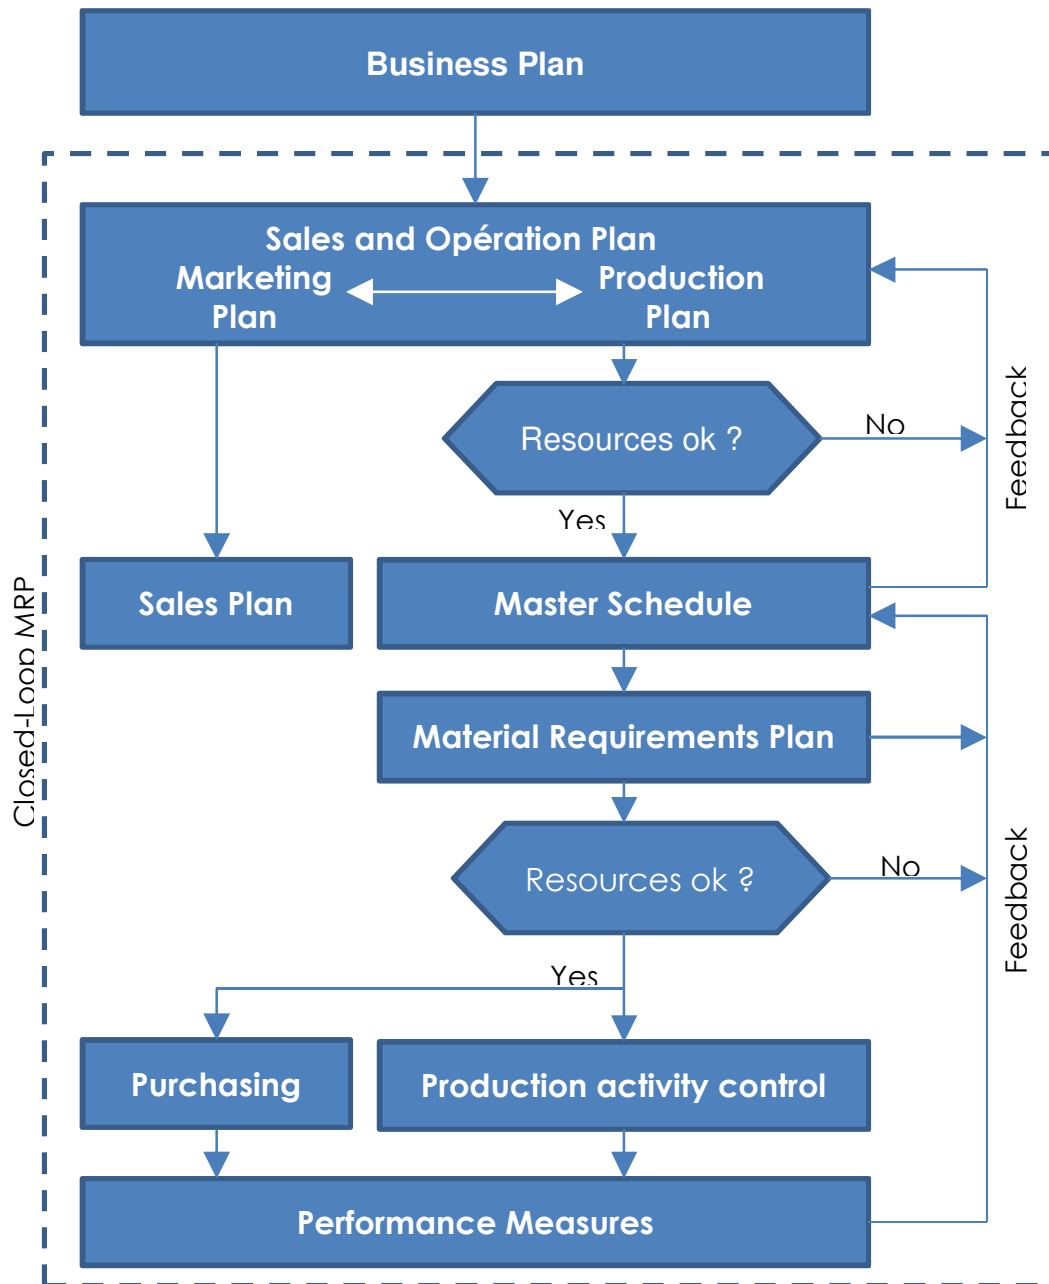 Business Plan
Sales and Opération Plan
Marketing
Plan
Production
Plan
Resources ok ?
No
Feedback
Yes
Sales Plan
Master Schedule
Closed-Loop MRP
Material Requirements Plan
Resources ok ?
No
Feedback
Yes
Purchasing
Production activity control
Performance Measures